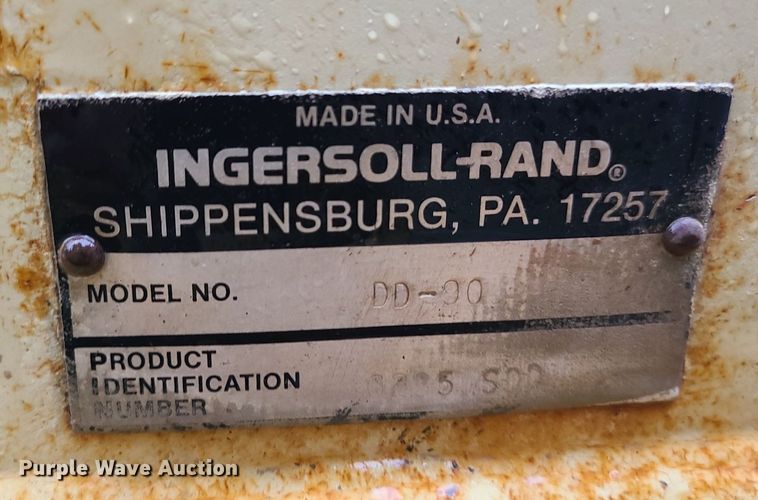 MADE IN U.S.A.
INGERSOLL-RAND®
SHIPPENSBURG, PA. 17257
MODEL NO. DD-90
PRODUCT
IDENTIFICATION
NUMBER
Purple Wave Auction